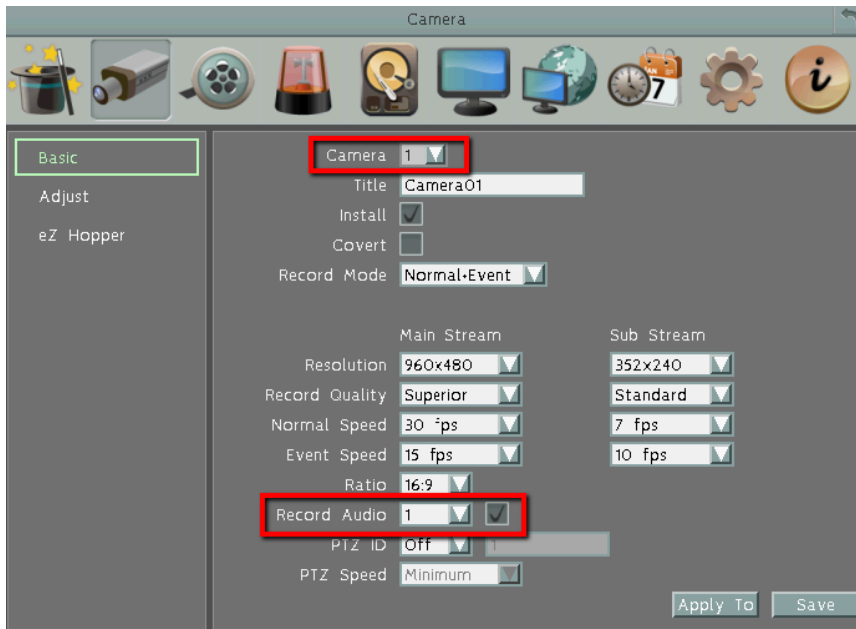 Camera
JAN
7
i
Basic
Adjust
eZ Hopper
Camera 1
Title Camera01
Install
Covert
Record Mode Normal+Event
Main Stream Sub Stream
Resolution 960x480 352x240
Record Quality Superior Standard
Normal Speed 30 fps 7 fps
Event Speed 15 fps 10 fps
Ratio 16:9
Record Audio 1
PTZ ID Off 1
PTZ Speed Minimum
Apply To Save